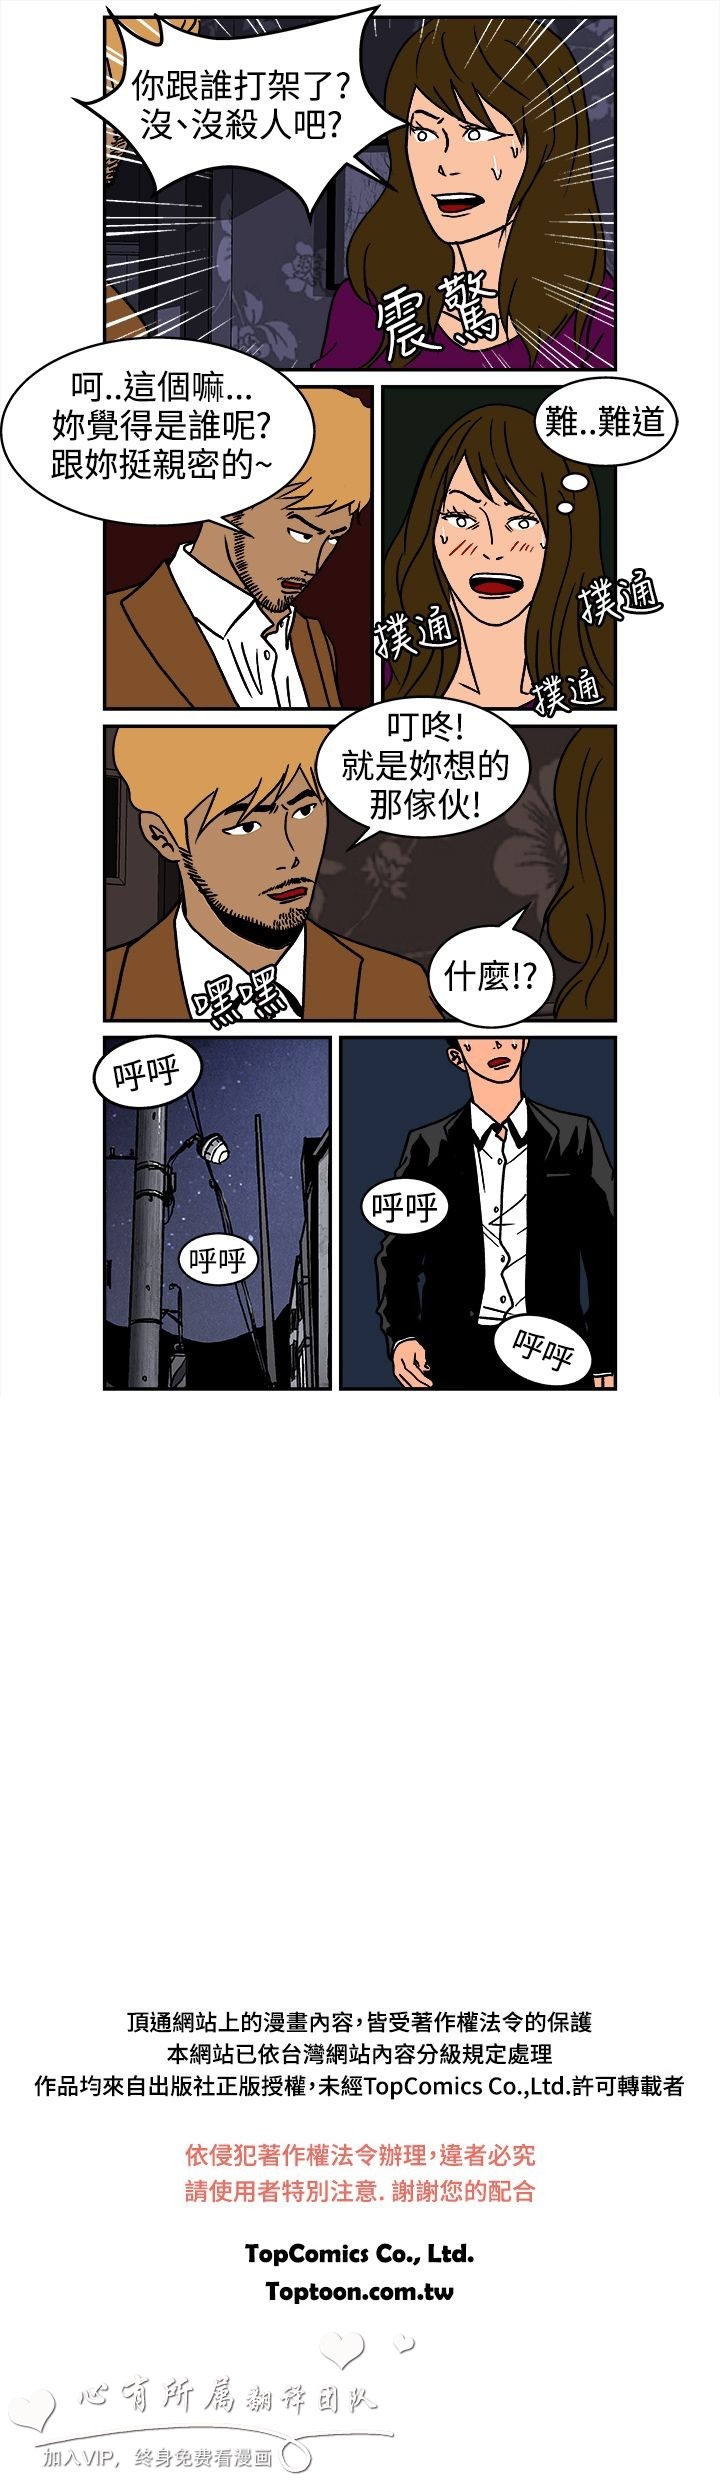 你跟誰打架了?
沒、沒殺人吧?
震驚
呵..這個嘛...
妳覺得是誰呢?
跟妳挺親密的~
難..難道
撲通
撲通
撲通
叮咚!
就是妳想的
那傢伙!
嘿嘿
什麼!?
呼呼
呼呼
呼呼
呼呼
頂通網站上的漫畫內容,皆受著作權法令的保護
本網站已依台灣網站內容分級規定處理
作品均來自出版社正版授權,未經TopComics Co.,Ltd.許可轉載者
依侵犯著作權法令辦理,違者必究
請使用者特別注意. 謝謝您的配合
TopComics Co., Ltd.
Toptoon.com.tw
心有所属翻译团队
加入VIP，终身免费看漫画